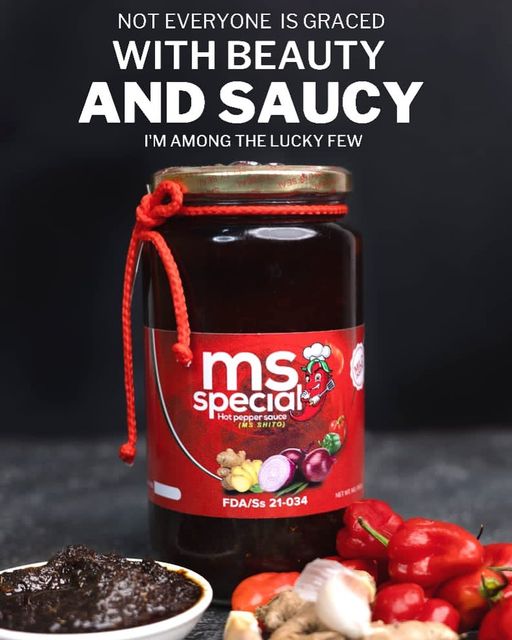 NOT EVERYONE IS GRACED
WITH BEAUTY
AND SAUCY
I'M AMONG THE LUCKY FEW
ms
special
Hot pepper sauce
(MS SHITO)
FDA/Ss 21-034